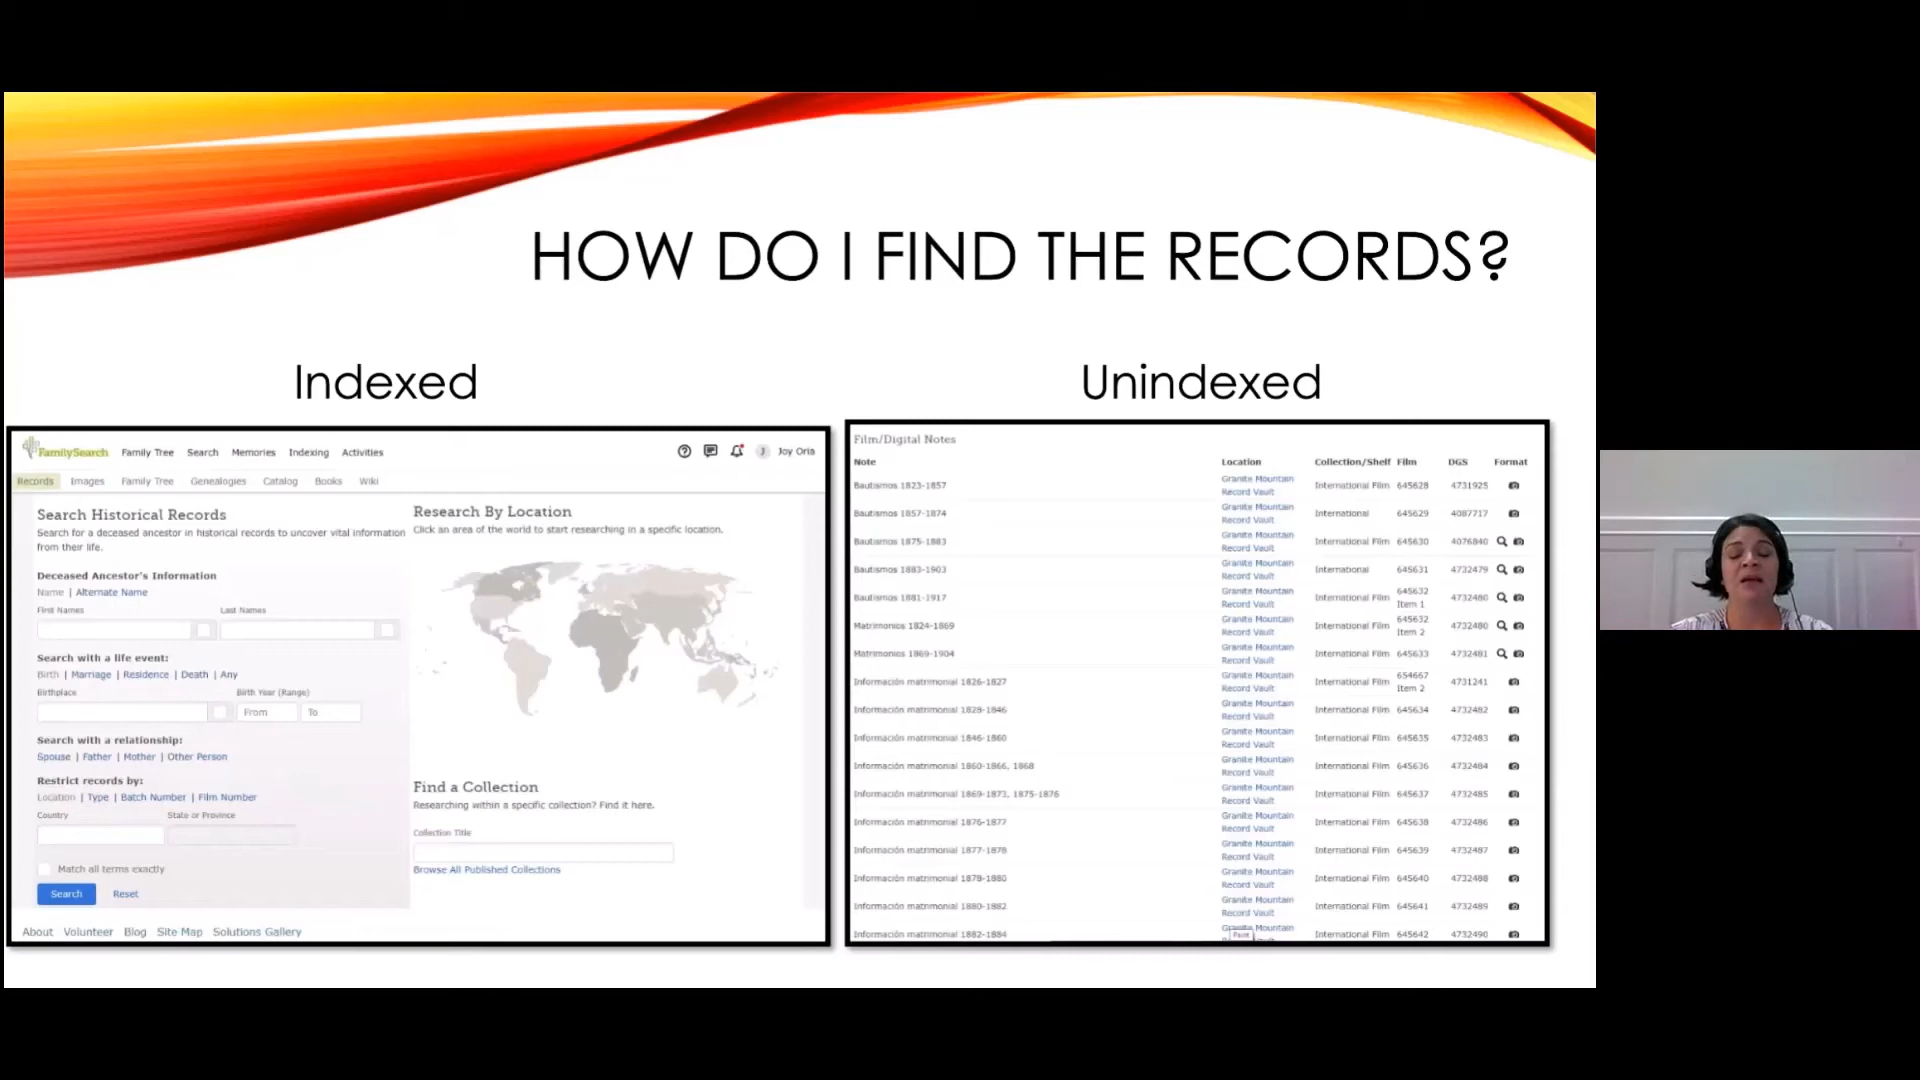 HOW DO I FIND THE RECORDS?
Indexed
FamilySearch Family Tree Search Memories Indexing Activities J Joy Oria
Records Images Family Tree Genealogies Catalog Books Wiki
Search Historical Records
Search for a deceased ancestor in historical records to uncover vital information
from their life.
Deceased Ancestor's Information
Name | Alternate Name
First Names Last Names
Search with a life event:
Birth | Marriage | Residence | Death | Any
Birthplace Birth Year (Range)
From To
Search with a relationship:
Spouse | Father | Mother | Other Person
Restrict records by:
Location | Type | Batch Number | Film Number
Country State or Province
Match all terms exactly
Search Reset
Research By Location
Click an area of the world to start researching in a specific location.
Find a Collection
Researching within a specific collection? Find it here.
Collection Title
Browse All Published Collections
About Volunteer Blog Site Map Solutions Gallery
Unindexed
Film/Digital Notes
Note Location Collection/Shelf Film DGS Format
Bautismos 1823-1857 Granite Mountain Record Vault International Film 645628 4731925
Bautismos 1857-1874 Granite Mountain Record Vault International 645629 4087717
Bautismos 1875-1883 Granite Mountain Record Vault International Film 645630 4076840
Bautismos 1883-1903 Granite Mountain Record Vault International 645631 4732479
Bautismos 1881-1917 Granite Mountain Record Vault International Film 645632 Item 1 4732480
Matrimonios 1824-1869 Granite Mountain Record Vault International Film 645632 Item 2 4732480
Matrimonios 1869-1904 Granite Mountain Record Vault International Film 645633 4732481
Información matrimonial 1826-1827 Granite Mountain Record Vault International Film 654667 Item 2 4731241
Información matrimonial 1828-1846 Granite Mountain Record Vault International Film 645634 4732482
Información matrimonial 1846-1860 Granite Mountain Record Vault International Film 645635 4732483
Información matrimonial 1860-1866, 1868 Granite Mountain Record Vault International Film 645636 4732484
Información matrimonial 1869-1873, 1875-1876 Granite Mountain Record Vault International Film 645637 4732485
Información matrimonial 1876-1877 Granite Mountain Record Vault International Film 645638 4732486
Información matrimonial 1877-1878 Granite Mountain Record Vault International Film 645639 4732487
Información matrimonial 1878-1880 Granite Mountain Record Vault International Film 645640 4732488
Información matrimonial 1880-1882 Granite Mountain Record Vault International Film 645641 4732489
Información matrimonial 1882-1884 Granite Mountain International Film 645642 4732490